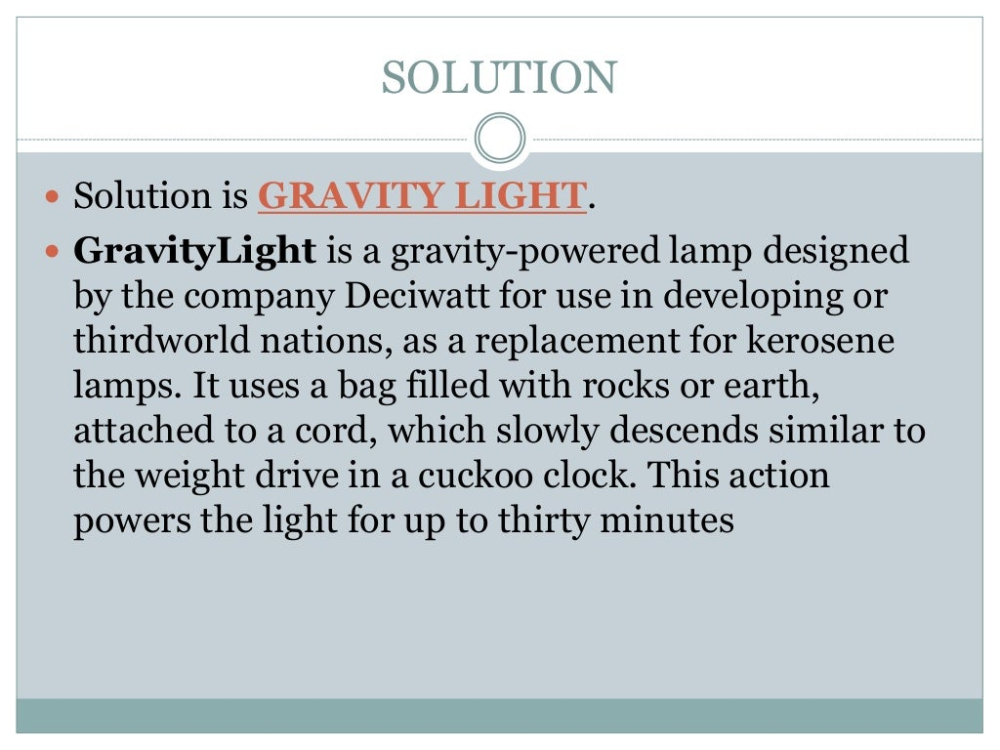 SOLUTION
• Solution is GRAVITY LIGHT.
• GravityLight is a gravity-powered lamp designed
by the company Deciwatt for use in developing or
thirdworld nations, as a replacement for kerosene
lamps. It uses a bag filled with rocks or earth,
attached to a cord, which slowly descends similar to
the weight drive in a cuckoo clock. This action
powers the light for up to thirty minutes